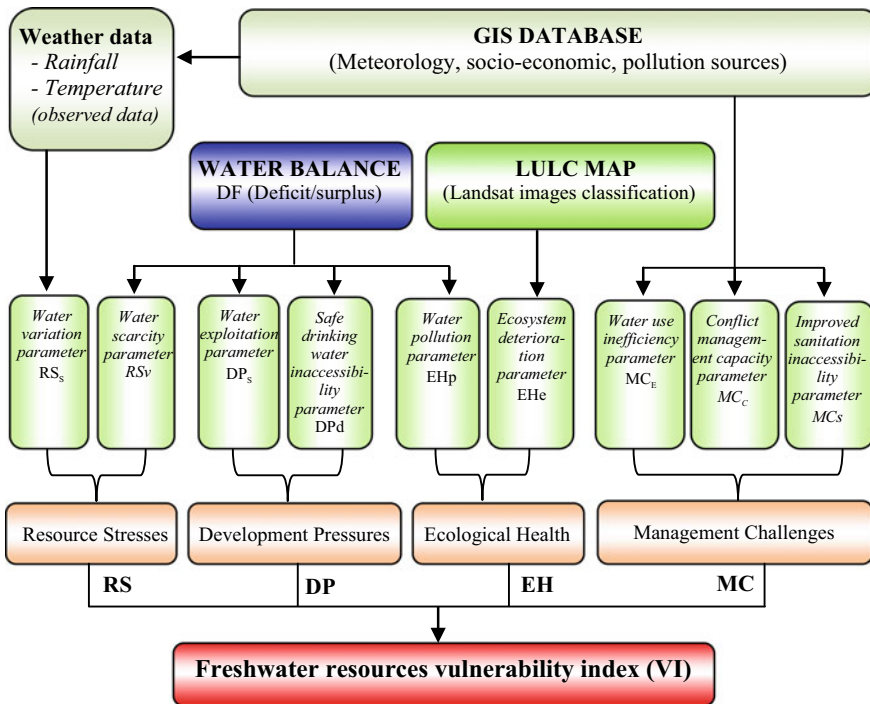 Weather data
- Rainfall
- Temperature
(observed data)
GIS DATABASE
(Meteorology, socio-economic, pollution sources)
WATER BALANCE
DF (Deficit/surplus)
LULC MAP
(Landsat images classification)
Water
variation
parameter
RSS
Water
scarcity
parameter
RSv
Water
exploitation
parameter
DPS
Safe
drinking
water
inaccessibi-
lity
parameter
DPd
Water
pollution
parameter
EHp
Ecosystem
deteriora-
tion
parameter
EHe
Water use
inefficiency
parameter
MCE
Conflict
managem-
ent capacity
parameter
MCC
Improved
sanitation
inaccessibi-
lity
parameter
MCs
Resource Stresses
Development Pressures
Ecological Health
Management Challenges
RS
DP
EH
MC
Freshwater resources vulnerability index (VI)